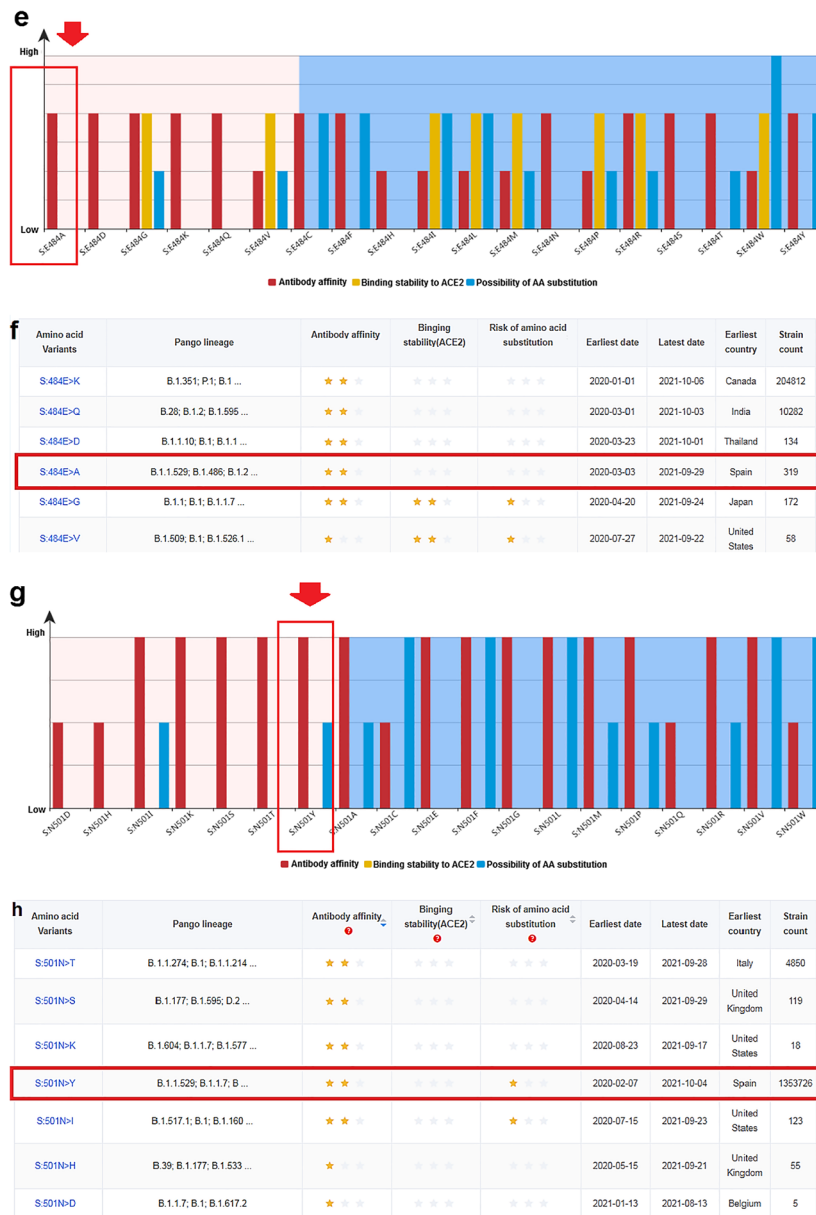 e
High
Low
S:E484A S:E484D S:E484G S:E484K S:E484Q S:E484V S:E484C S:E484F S:E484H S:E484I S:E484L S:E484M S:E484N S:E484P S:E484R S:E484S S:E484T S:E484W S:E484Y
Antibody affinity Binding stability to ACE2 Possibility of AA substitution
f
Amino acid Variants Pango lineage Antibody affinity Binging stability(ACE2) Risk of amino acid substitution Earliest date Latest date Earliest country Strain count
S:484E>K B.1.351; P.1; B.1 ... 2020-01-01 2021-10-06 Canada 204812
S:484E>Q B.28; B.1.2; B.1.595 ... 2020-03-01 2021-10-03 India 10282
S:484E>D B.1.1.10; B.1; B.1.1 ... 2020-03-23 2021-10-01 Thailand 134
S:484E>A B.1.1.529; B.1.486; B.1.2 ... 2020-03-03 2021-09-29 Spain 319
S:484E>G B.1.1; B.1; B.1.1.7 ... 2020-04-20 2021-09-24 Japan 172
S:484E>V B.1.509; B.1; B.1.526.1 ... 2020-07-27 2021-09-22 United States 58
g
High
Low
S:N501D S:N501H S:N501I S:N501K S:N501S S:N501T S:N501Y S:N501A S:N501C S:N501E S:N501F S:N501G S:N501L S:N501M S:N501P S:N501Q S:N501R S:N501V S:N501W
Antibody affinity Binding stability to ACE2 Possibility of AA substitution
h
Amino acid Variants Pango lineage Antibody affinity ? Binging stability(ACE2) ? Risk of amino acid substitution ? Earliest date Latest date Earliest country Strain count
S:501N>T B.1.1.274; B.1; B.1.1.214 ... 2020-03-19 2021-09-28 Italy 4850
S:501N>S B.1.177; B.1.595; D.2 ... 2020-04-14 2021-09-29 United Kingdom 119
S:501N>K B.1.604; B.1.1.7; B.1.577 ... 2020-08-23 2021-09-17 United States 18
S:501N>Y B.1.1.529; B.1.1.7; B ... 2020-02-07 2021-10-04 Spain 1353726
S:501N>I B.1.517.1; B.1; B.1.160 ... 2020-07-15 2021-09-23 United States 123
S:501N>H B.39; B.1.177; B.1.533 ... 2020-05-15 2021-09-21 United Kingdom 55
S:501N>D B.1.1.7; B.1; B.1.617.2 2021-01-13 2021-08-13 Belgium 5